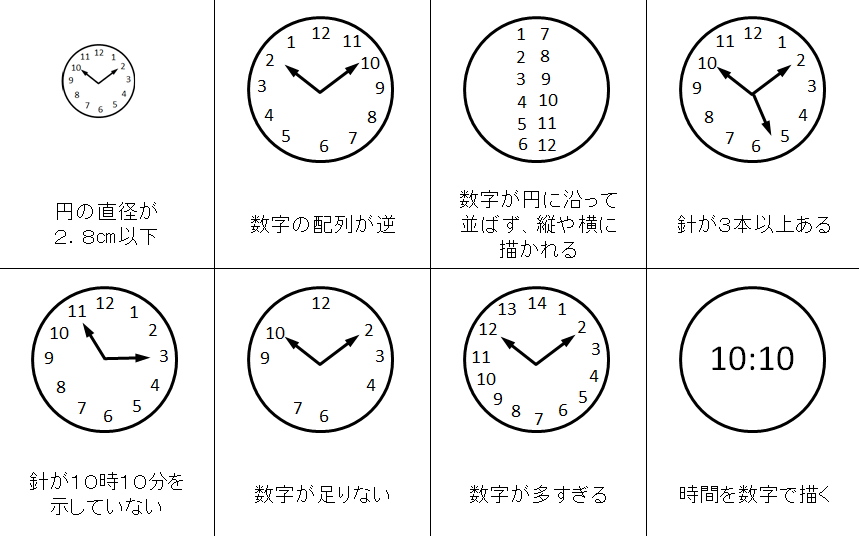 12 1 2 3 4 5 6 7 8 9 10 11
円の直径が
２．８㎝以下
12 11 10 9 8 7 6 5 4 3 2 1
数字の配列が逆
1 7
2 8
3 9
4 10
5 11
6 12
数字が円に沿って
並ばず、縦や横に
描かれる
12 1 2 3 4 5 6 7 8 9 10 11
針が３本以上ある
12 1 2 3 4 5 6 7 8 9 10 11
針が１０時１０分を
示していない
12 2 3 4 6 7 9 10
数字が足りない
14 1 2 3 4 5 6 7 8 9 10 11 12 13
数字が多すぎる
10:10
時間を数字で描く